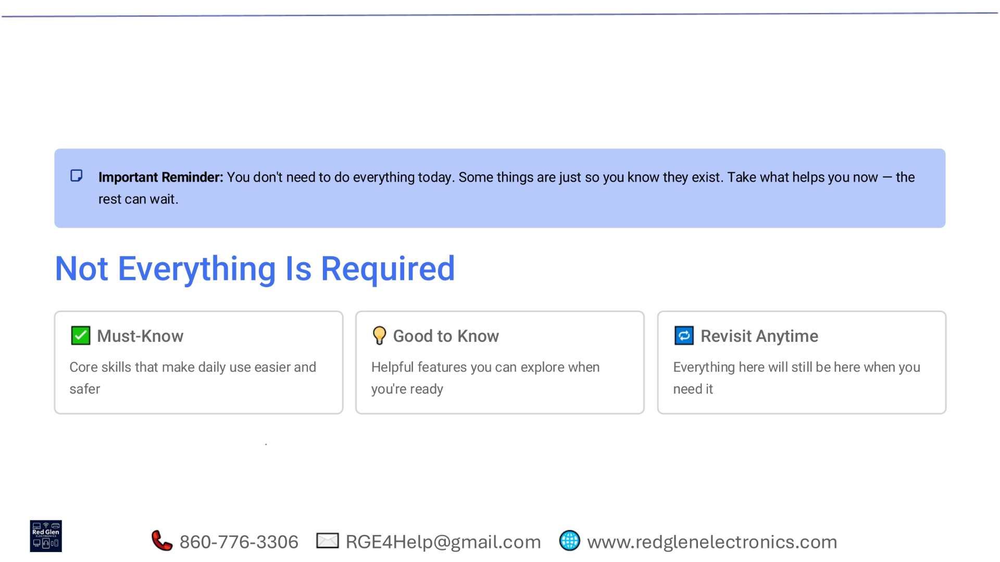 Important Reminder: You don't need to do everything today. Some things are just so you know they exist. Take what helps you now — the
rest can wait.
Not Everything Is Required
Must-Know
Core skills that make daily use easier and
safer
Good to Know
Helpful features you can explore when
you're ready
Revisit Anytime
Everything here will still be here when you
need it
.
Red Glen
ELECTRONICS
860-776-3306
RGE4Help@gmail.com
www.redglenelectronics.com